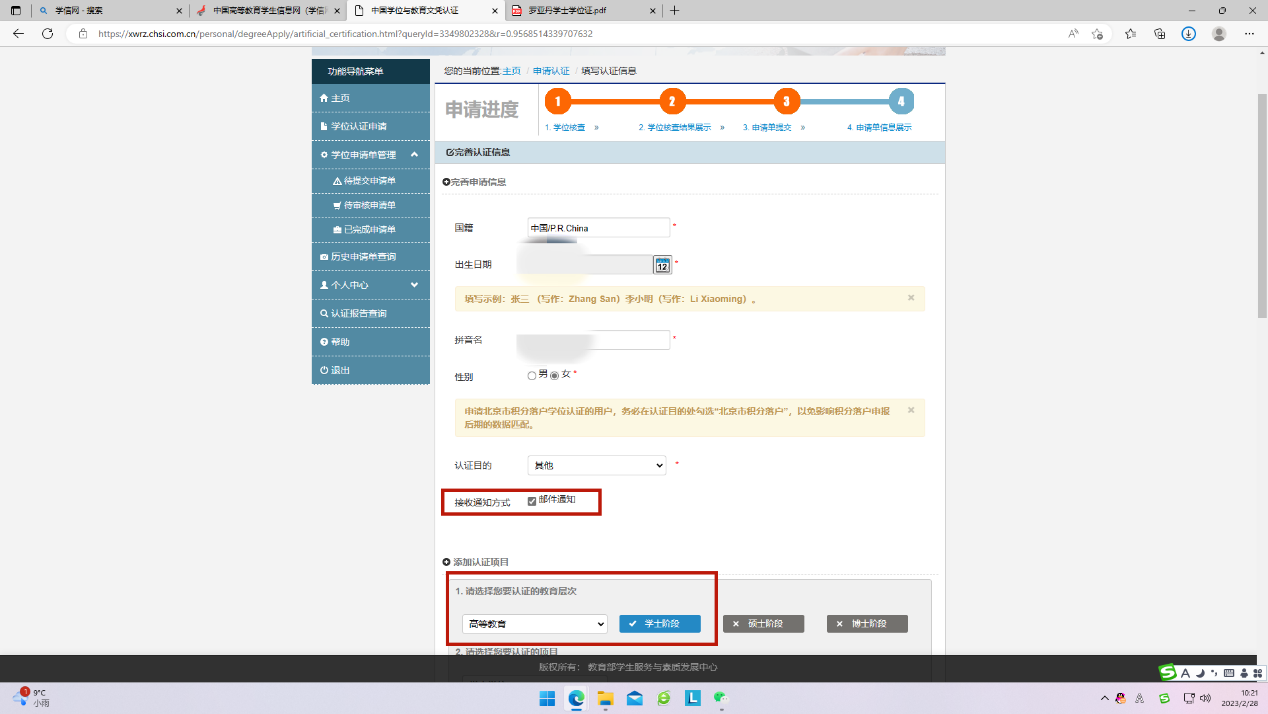 学信网 - 搜索
中国高等教育学生信息网（学信
中国学位与教育文凭认证
罗亚丹学士学位证.pdf
https://xwrz.chsi.com.cn/personal/degreeApply/artificial_certification.html?queryId=3349802328&r=0.9568514339707632
功能导航菜单
主页
学位认证申请
学位申请单管理
待提交申请单
待审核申请单
已完成申请单
历史申请单查询
个人中心
认证报告查询
帮助
退出
您的当前位置:主页 / 申请认证 / 填写认证信息
申请进度
1 2 3 4
1. 学位核查 » 2. 学位核查结果展示 » 3. 申请单提交 » 4. 申请单信息展示
完善认证信息
完善申请信息
国籍 中国/P.R.China *
出生日期 12 *
填写示例：张三 （写作：Zhang San）李小明（写作：Li Xiaoming）。 ×
拼音名 *
性别 男 女 *
申请北京市积分落户学位认证的用户，务必在认证目的处勾选“北京市积分落户”，以免影响积分落户申报 ×
后期的数据匹配。
认证目的 其他 *
接收通知方式 邮件通知
添加认证项目
1. 请选择您要认证的教育层次
高等教育 学士阶段 硕士阶段 博士阶段
2. 请选择您要认证的项目
版权所有： 教育部学生服务与素质发展中心
1
9°C
小雨
10:21
2023/2/28